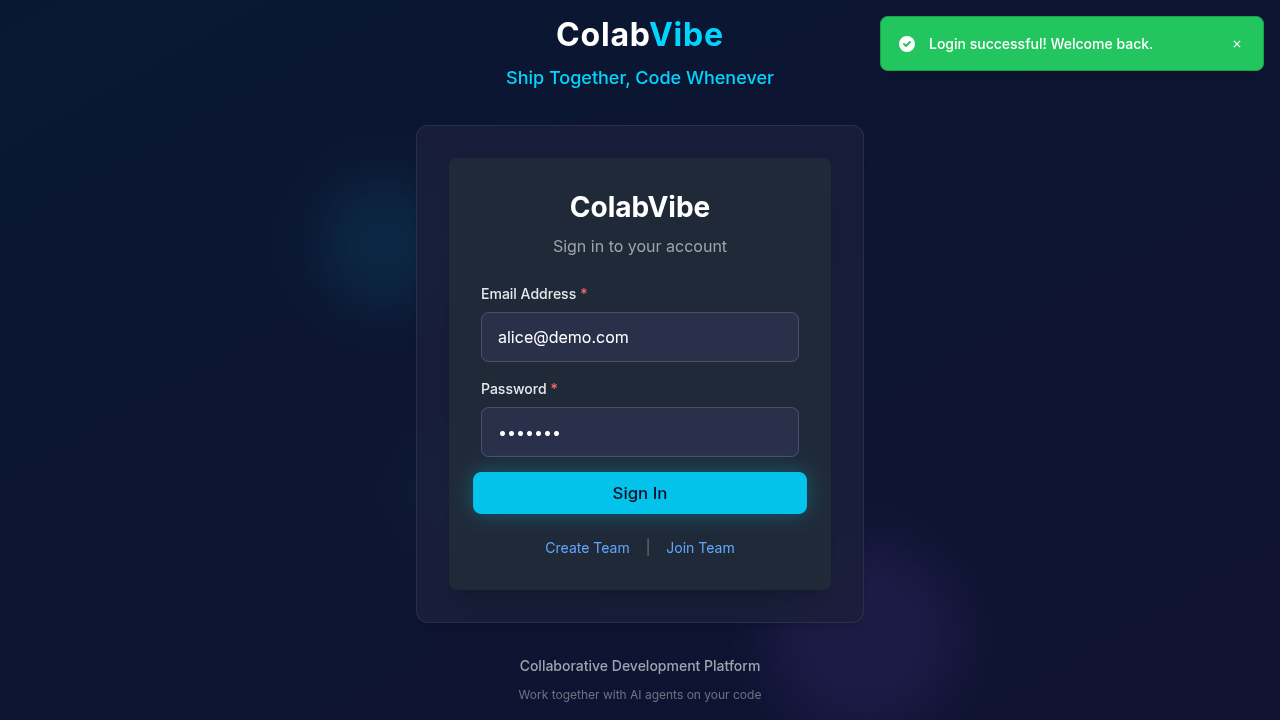 ColabVibe
Ship Together, Code Whenever
Login successful! Welcome back.
×
ColabVibe
Sign in to your account
Email Address *
alice@demo.com
Password *
•••••••
Sign In
Create Team | Join Team
Collaborative Development Platform
Work together with AI agents on your code